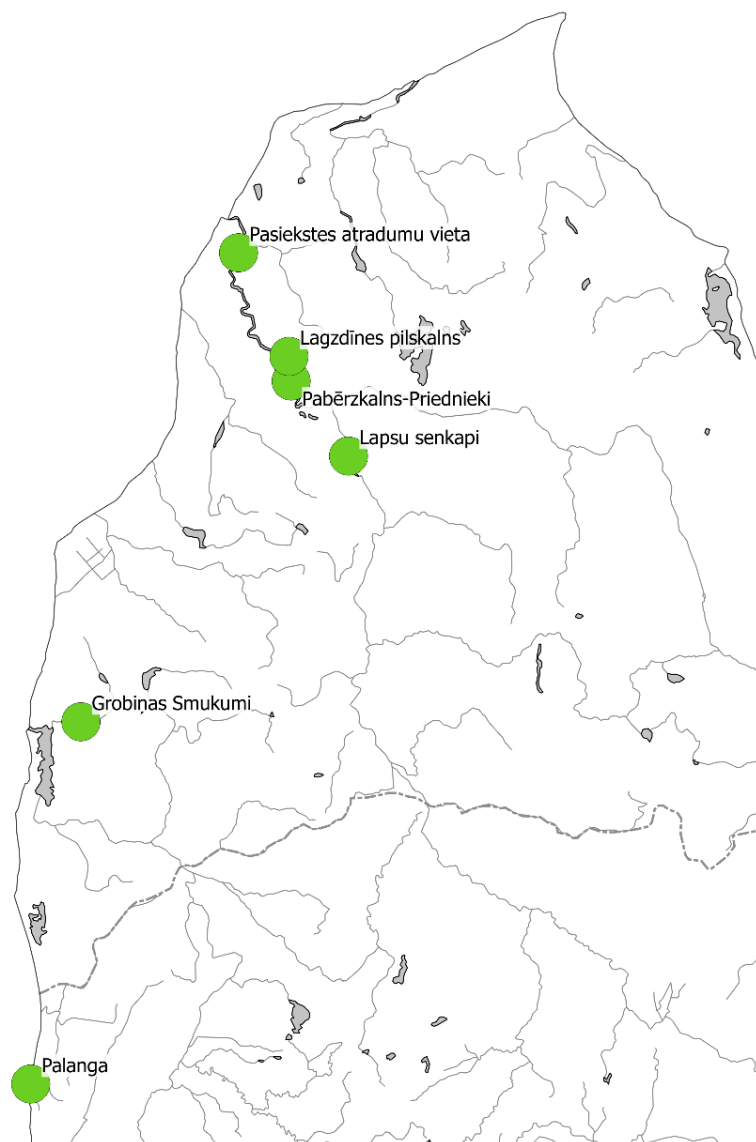 Pasiekstes atradumu vieta
Lagzdīnes pilskalns
Pabērzkalns-Priednieki
Lapsu senkapi
Grobiņas Smukumi
Palanga